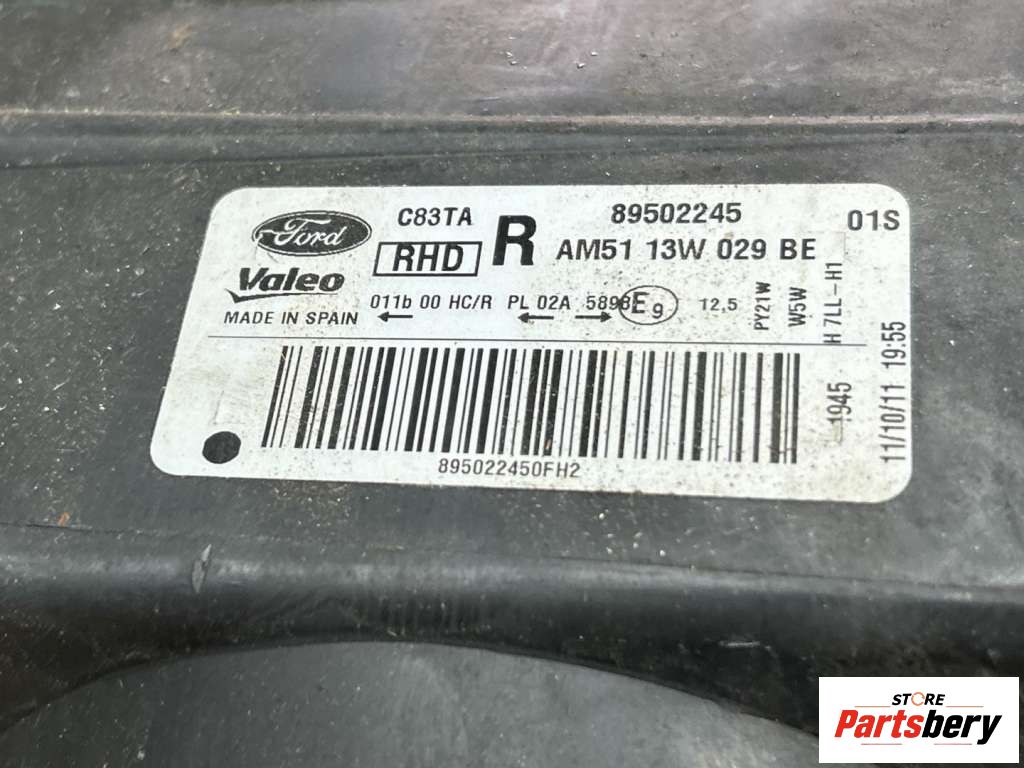 Ford
C83TA
R
89502245
01S
RHD
AM51 13W 029 BE
Valeo
MADE IN SPAIN
011b 00 HC/R PL 02A 5898 E9 12,5
PY21W
W5W
H7LL-H1
1945
11/10/11 19:55
895022450FH2
STORE
Partsbery